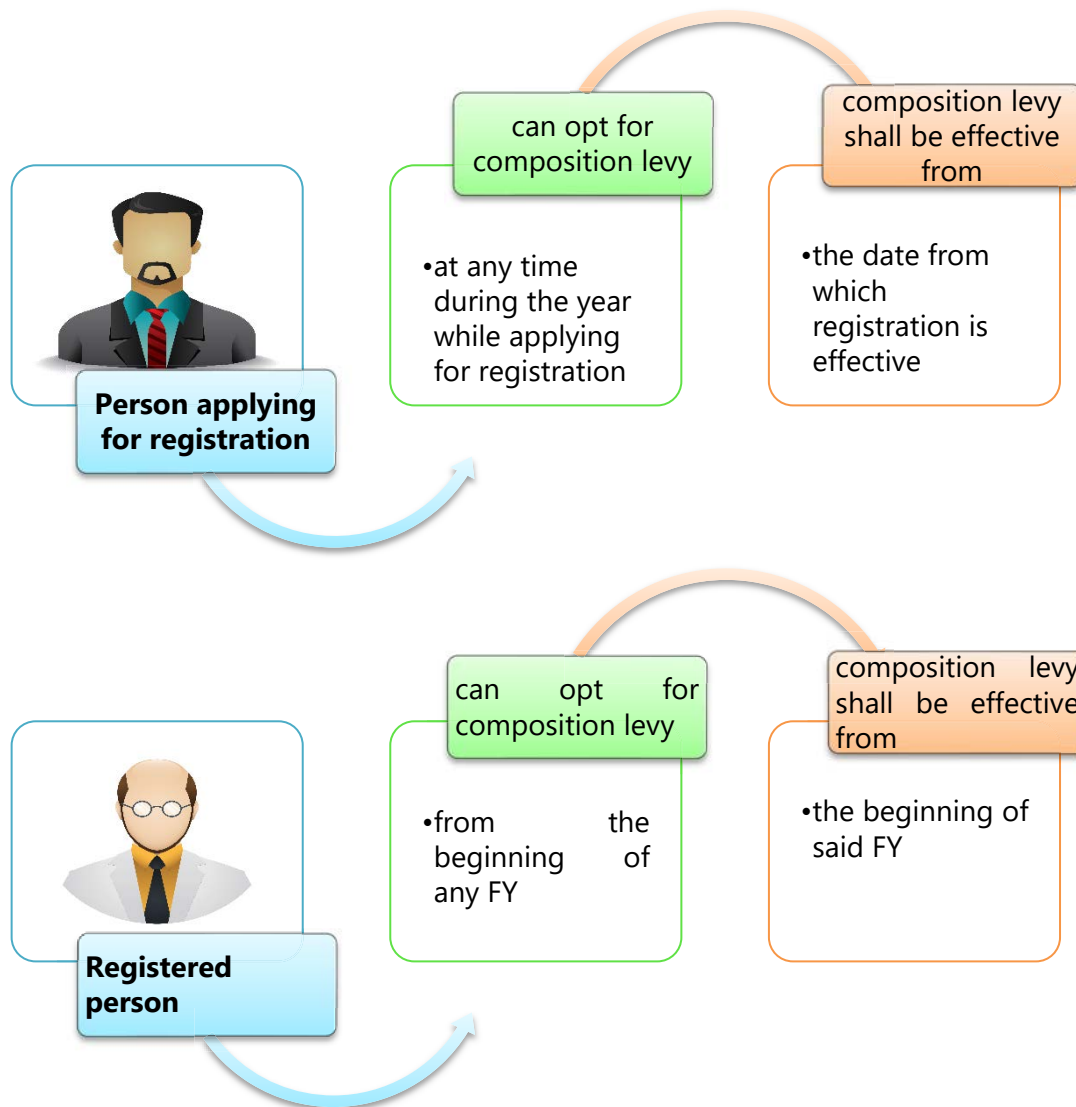 Person applying
for registration
can opt for
composition levy
•at any time
during the year
while applying
for registration
composition levy
shall be effective
from
•the date from
which
registration is
effective
Registered
person
can opt for
composition levy
•from the
beginning of
any FY
composition levy
shall be effective
from
•the beginning of
said FY